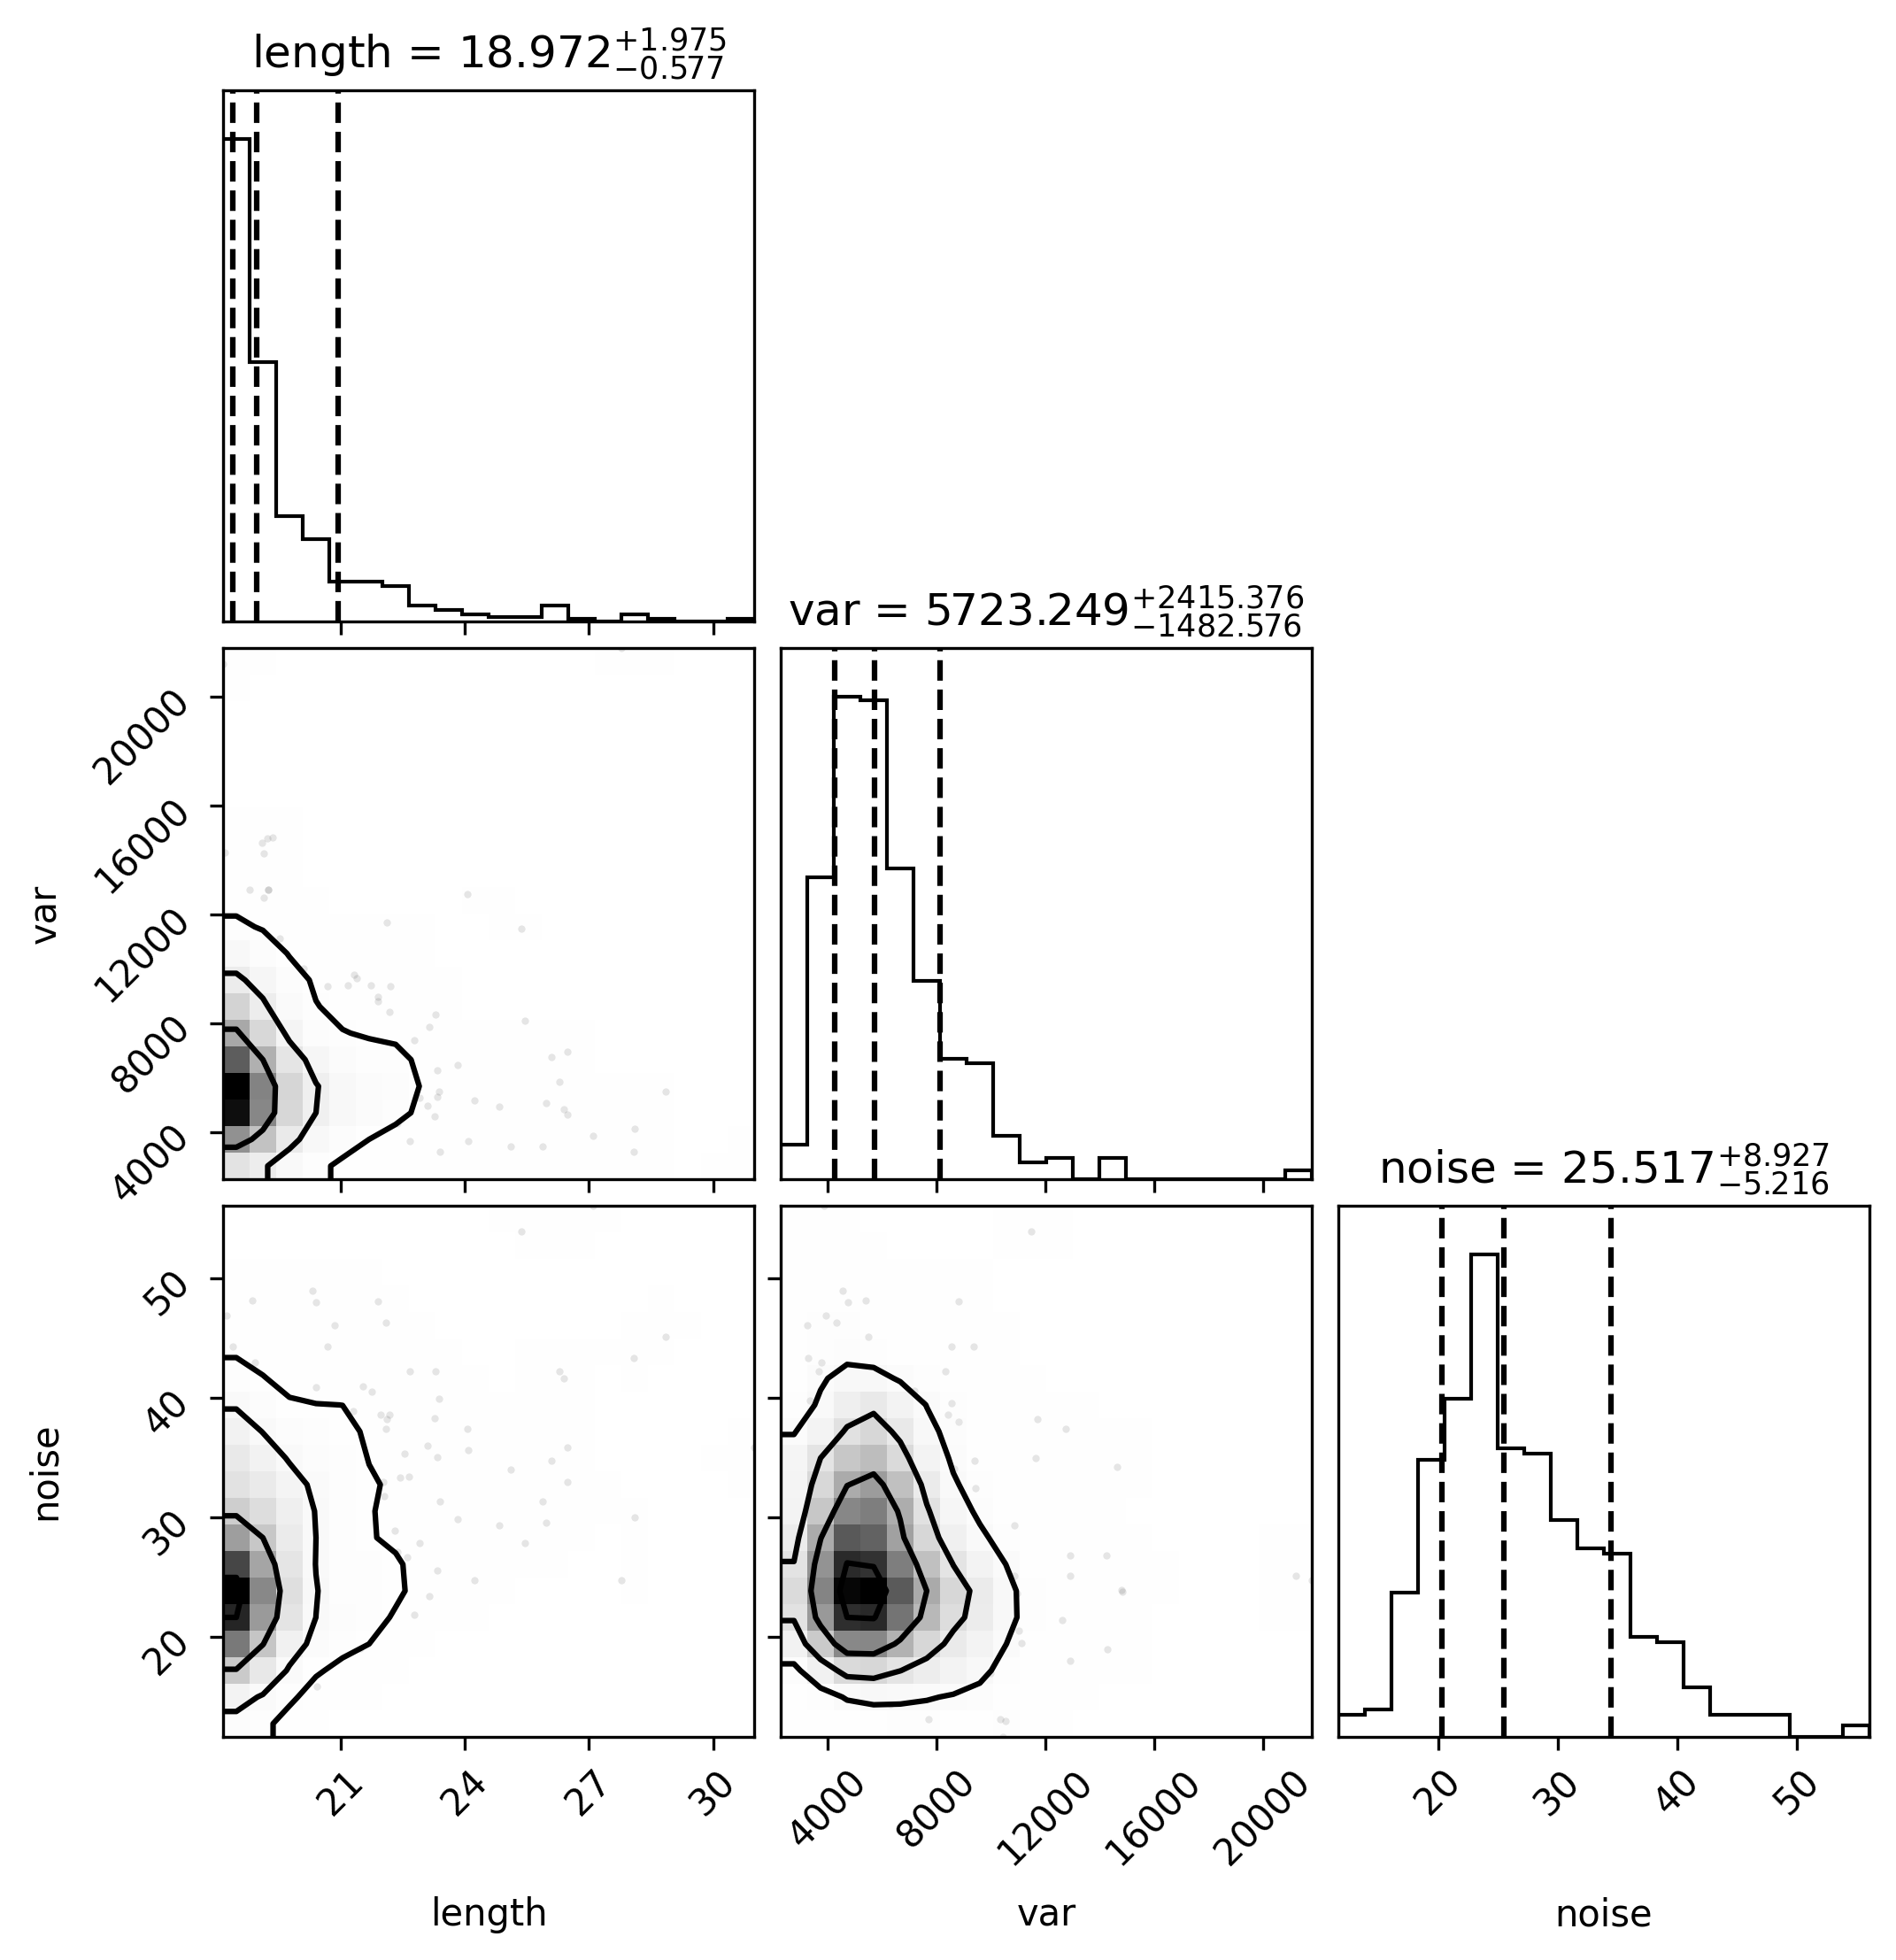 length = 18.972+1.975 −0.577
var = 5723.249+2415.376 −1482.576
20000
16000
12000
8000
4000
var
noise = 25.517+8.927 −5.216
50
40
30
20
noise
21 24 27 30
4000 8000 12000 16000 20000
20 30 40 50
length var noise